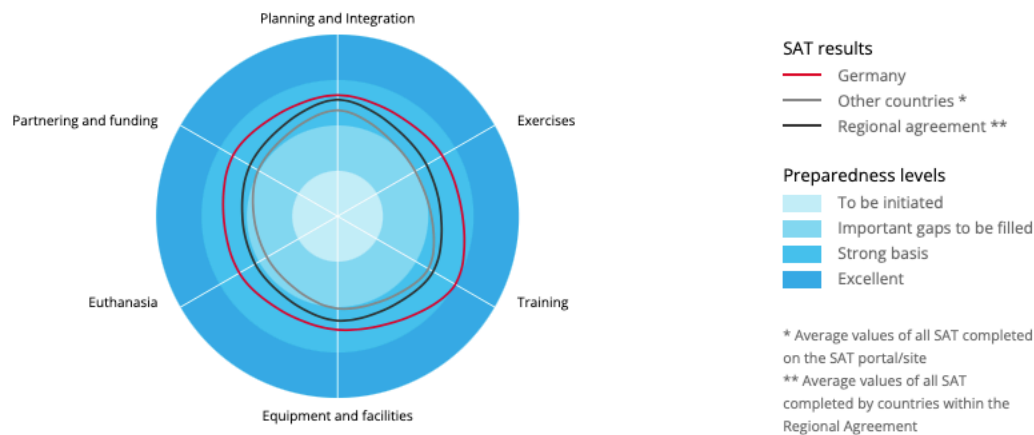 Planning and Integration
Partnering and funding
Exercises
Euthanasia
Training
Equipment and facilities
SAT results
Germany
Other countries *
Regional agreement **
Preparedness levels
To be initiated
Important gaps to be filled
Strong basis
Excellent
* Average values of all SAT completed
on the SAT portal/site
** Average values of all SAT
completed by countries within the
Regional Agreement